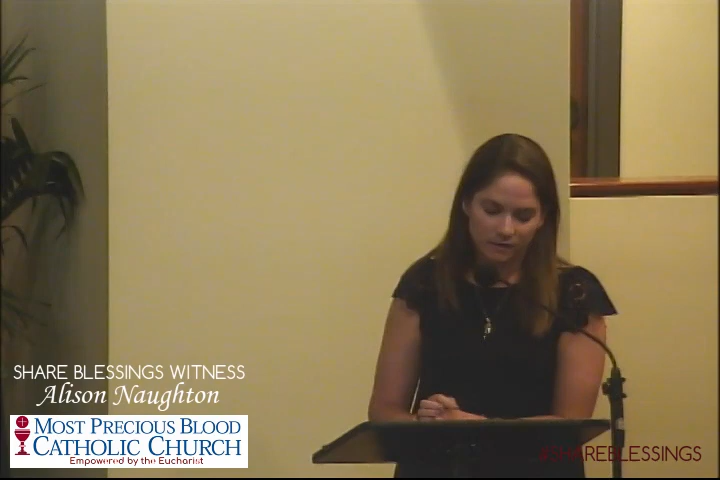 SHARE BLESSINGS WITNESS
Alison Naughton
MOST PRECIOUS BLOOD
CATHOLIC CHURCH
Empowered by the Eucharist
#SHAREBLESSINGS